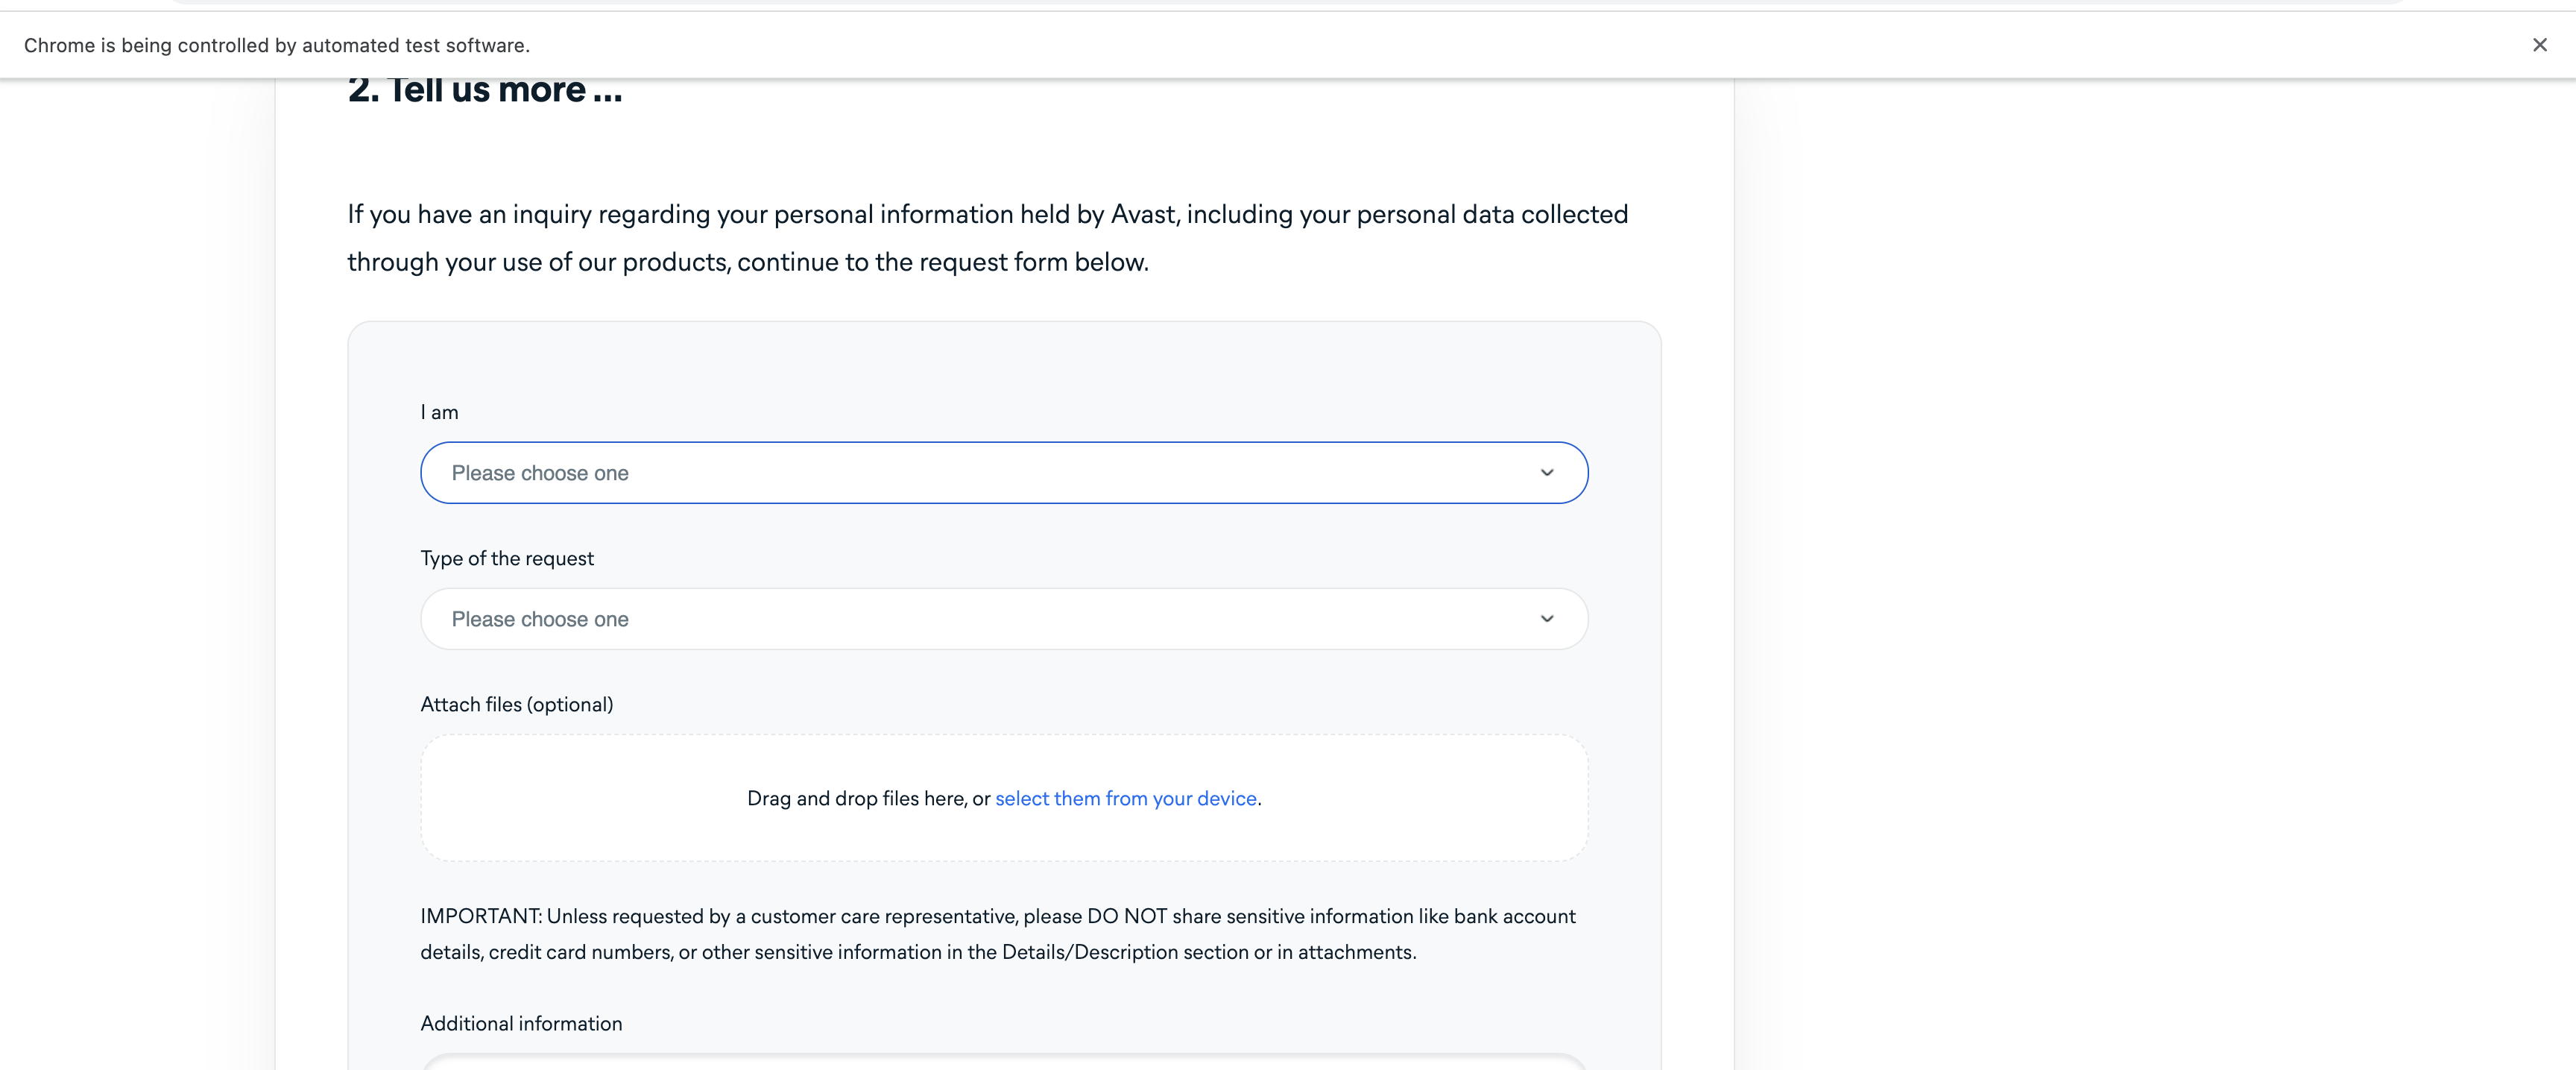 Chrome is being controlled by automated test software.
2. Tell us more ...
If you have an inquiry regarding your personal information held by Avast, including your personal data collected
through your use of our products, continue to the request form below.
I am
Please choose one
Type of the request
Please choose one
Attach files (optional)
Drag and drop files here, or select them from your device.
IMPORTANT: Unless requested by a customer care representative, please DO NOT share sensitive information like bank account
details, credit card numbers, or other sensitive information in the Details/Description section or in attachments.
Additional information